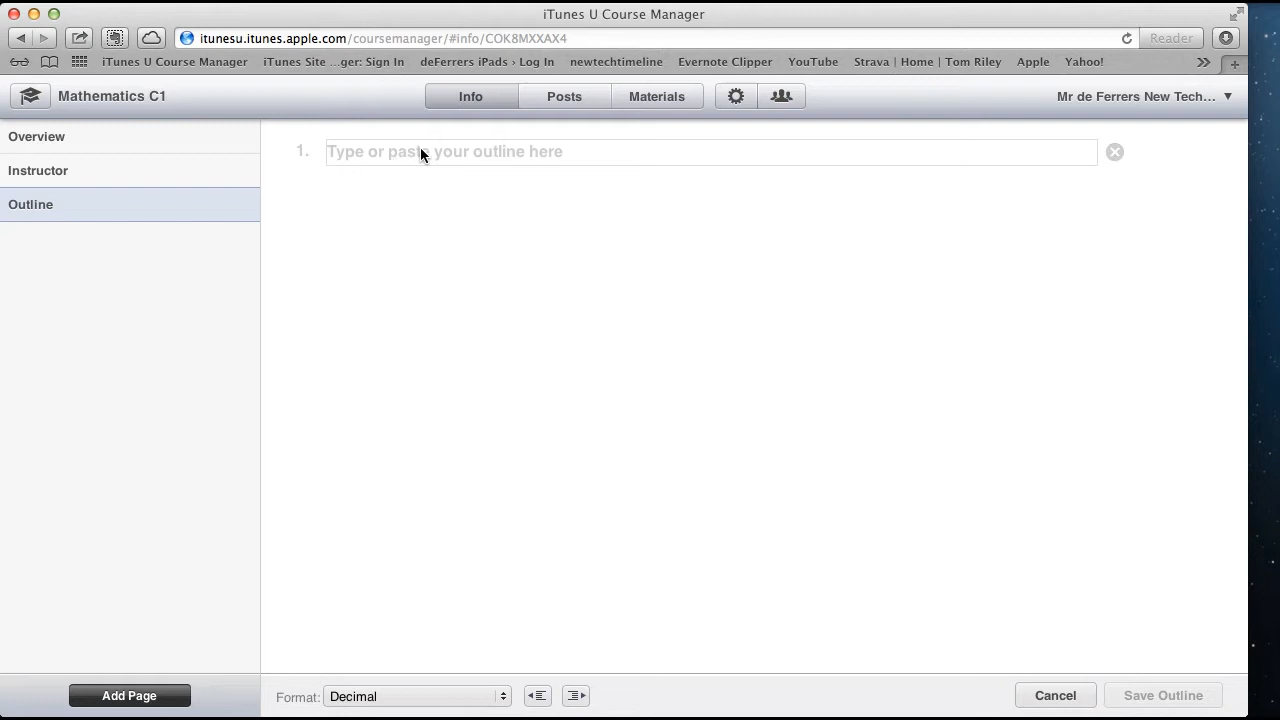 iTunes U Course Manager
itunesu.itunes.apple.com/coursemanager/#info/COK8MXXAX4
Reader
iTunes U Course Manager iTunes Site ...ger: Sign In deFerrers iPads › Log In newtechtimeline Evernote Clipper YouTube Strava | Home | Tom Riley Apple Yahoo!
Mathematics C1 Info Posts Materials Mr de Ferrers New Tech...
Overview
1. Type or paste your outline here
Instructor
Outline
Add Page Format: Decimal Cancel Save Outline